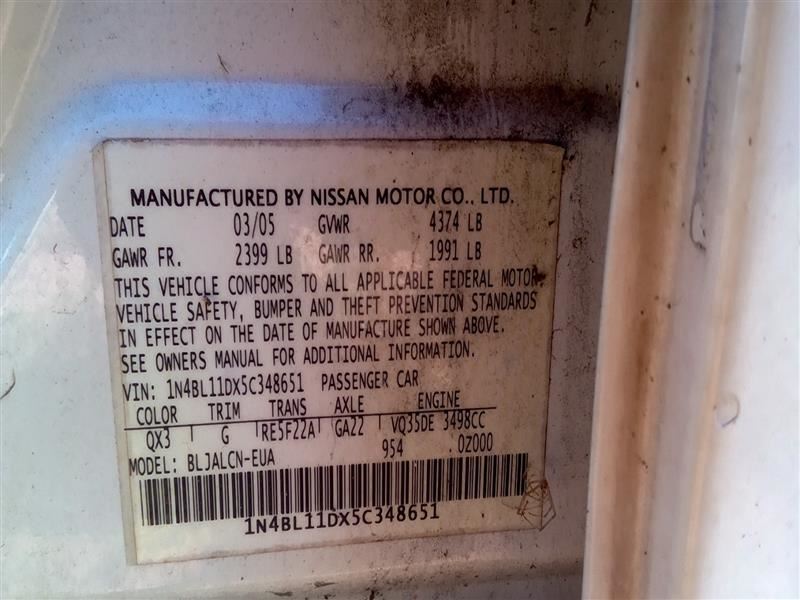 MANUFACTURED BY NISSAN MOTOR CO., LTD.
DATE 03/05 GVWR 4374 LB
GAWR FR. 2399 LB GAWR RR. 1991 LB
THIS VEHICLE CONFORMS TO ALL APPLICABLE FEDERAL MOTOR
VEHICLE SAFETY, BUMPER AND THEFT PREVENTION STANDARDS
IN EFFECT ON THE DATE OF MANUFACTURE SHOWN ABOVE.
SEE OWNERS MANUAL FOR ADDITIONAL INFORMATION.
VIN: 1N4BL11DX5C348651 PASSENGER CAR
COLOR TRIM TRANS AXLE ENGINE
QX3 G RE5F22A GA22 VQ35DE 3498CC
MODEL: BLJALCN-EUA 954 .0Z000
1N4BL11DX5C348651